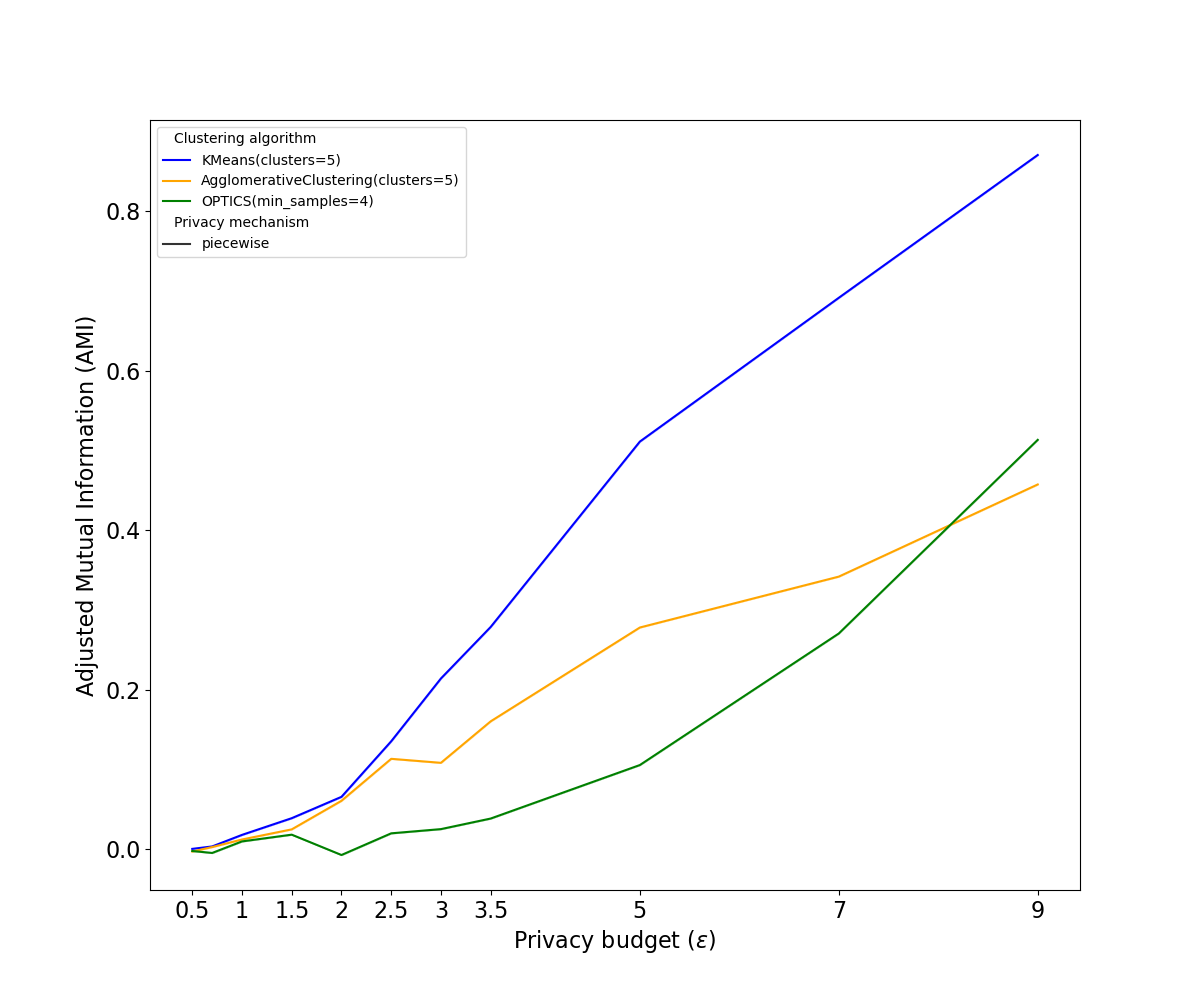 Clustering algorithm
KMeans(clusters=5)
AgglomerativeClustering(clusters=5)
OPTICS(min_samples=4)
Privacy mechanism
piecewise
Adjusted Mutual Information (AMI)
0.8
0.6
0.4
0.2
0.0
0.5 1 1.5 2 2.5 3 3.5 5 7 9
Privacy budget (ε)